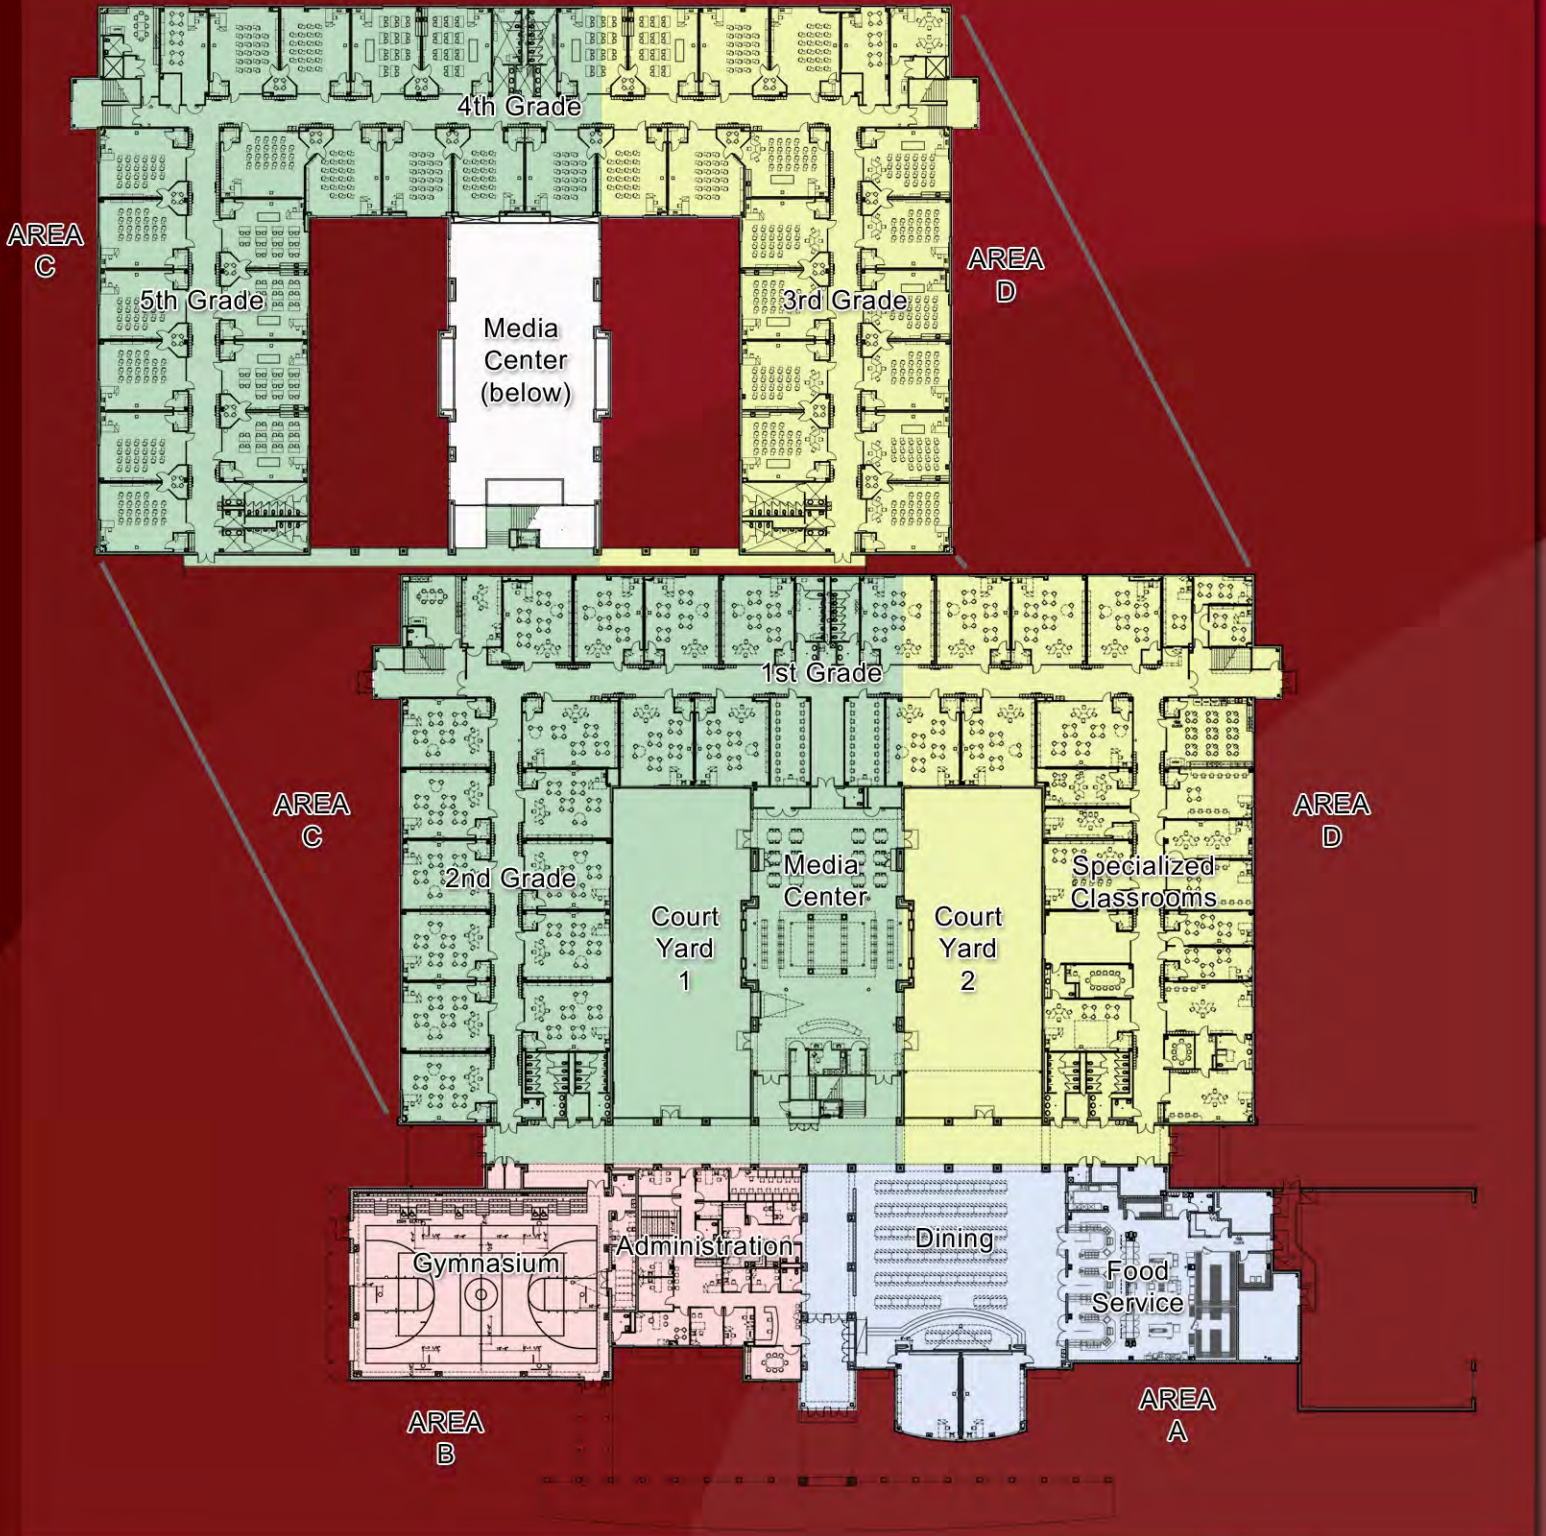 4th Grade
AREA
C
AREA
D
5th Grade
3rd Grade
Media
Center
(below)
1st Grade
AREA
C
AREA
D
2nd Grade
Media
Center
Specialized
Classrooms
Court
Yard
1
Court
Yard
2
Gymnasium
Administration
Dining
Food
Service
AREA
B
AREA
A